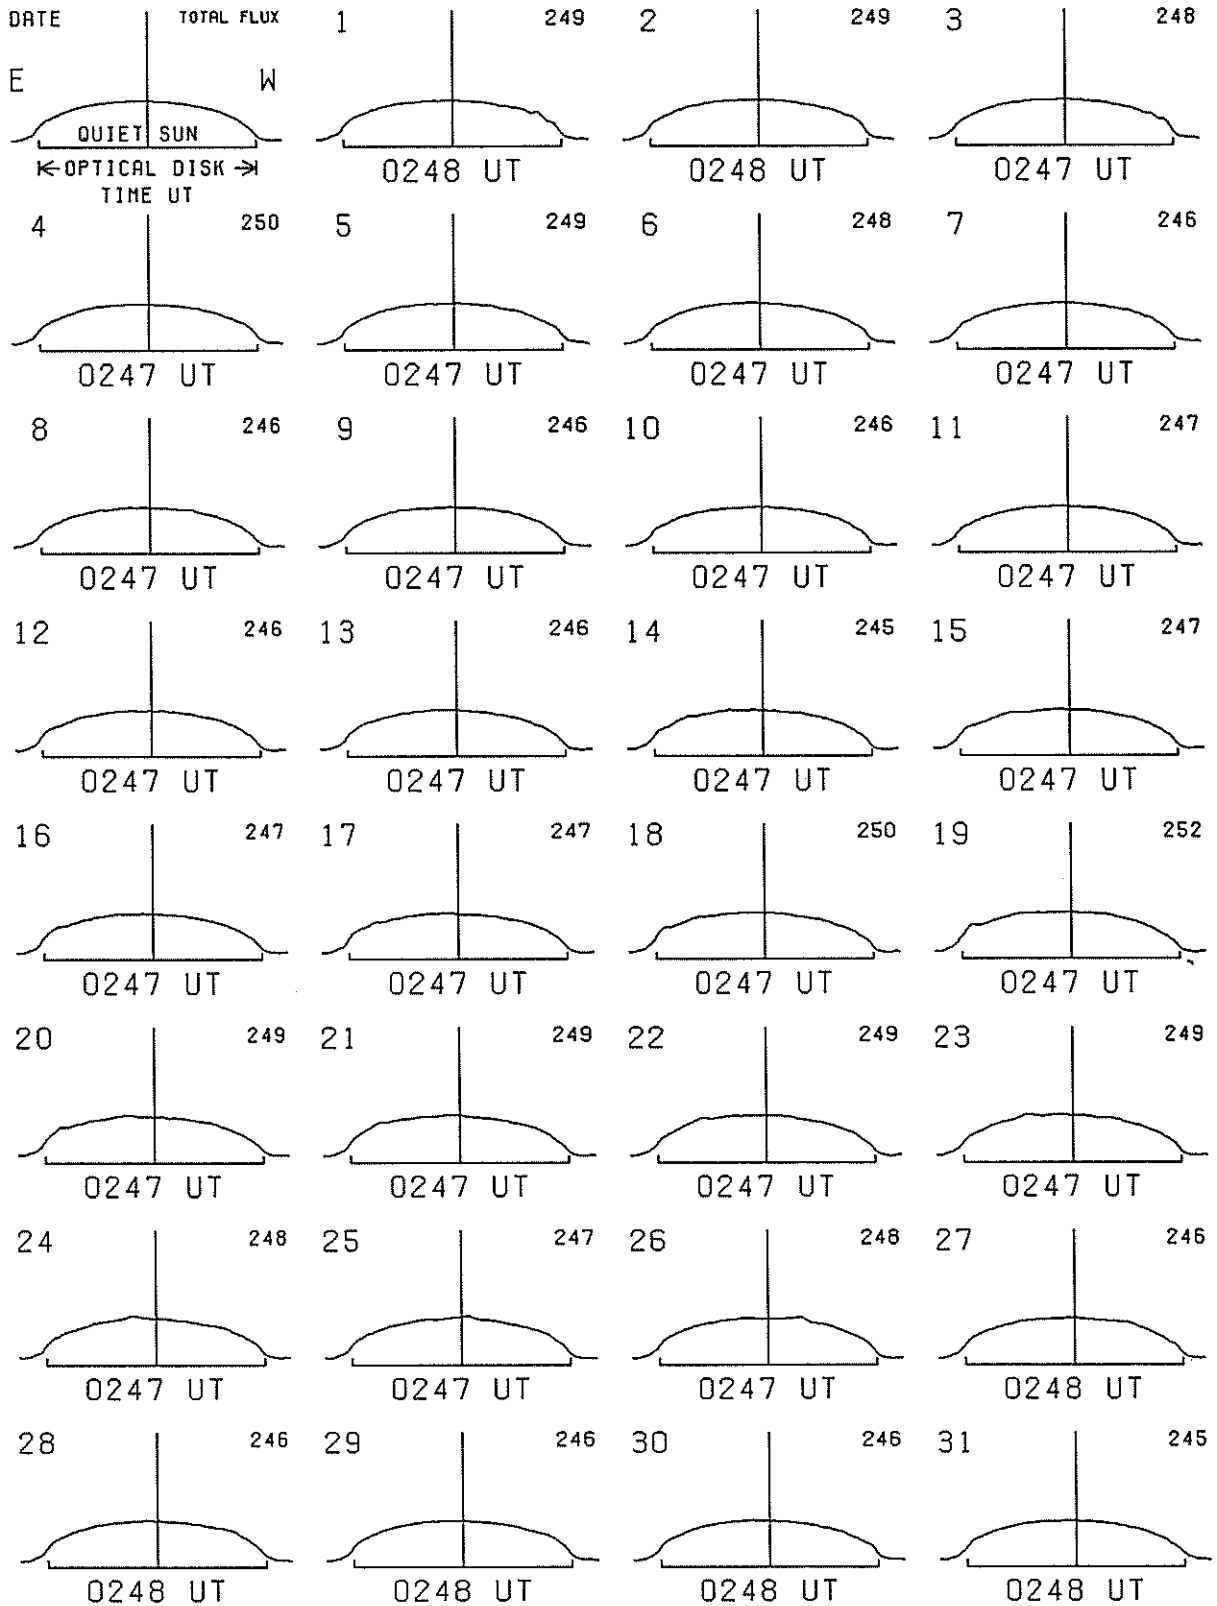 DATE TOTAL FLUX 1 249 2 249 3 248
E W
QUIET SUN
OPTICAL DISK 0248 UT 0248 UT 0247 UT
TIME UT
4 250 5 249 6 248 7 246
0247 UT 0247 UT 0247 UT 0247 UT
8 246 9 246 10 246 11 247
0247 UT 0247 UT 0247 UT 0247 UT
12 246 13 246 14 245 15 247
0247 UT 0247 UT 0247 UT 0247 UT
16 247 17 247 18 250 19 252
0247 UT 0247 UT 0247 UT 0247 UT
20 249 21 249 22 249 23 249
0247 UT 0247 UT 0247 UT 0247 UT
24 248 25 247 26 248 27 246
0247 UT 0247 UT 0247 UT 0248 UT
28 246 29 246 30 246 31 245
0248 UT 0248 UT 0248 UT 0248 UT